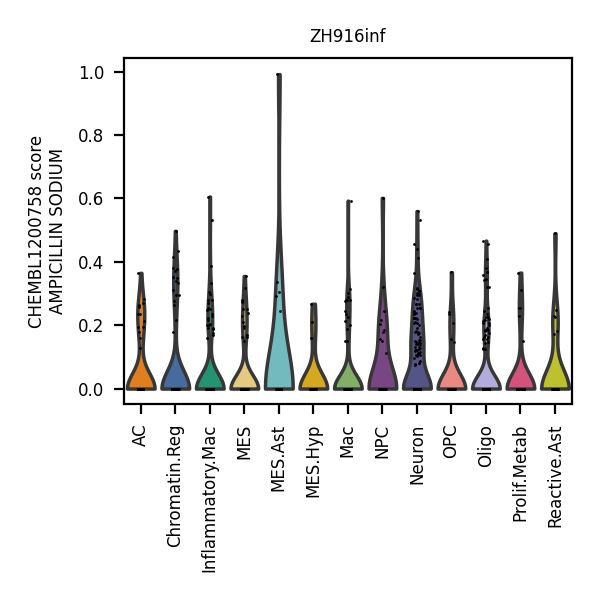 ZH916inf
CHEMBL1200758 score
AMPICILLIN SODIUM
1.0
0.8
0.6
0.4
0.2
0.0
AC
Chromatin.Reg
Inflammatory.Mac
MES
MES.Ast
MES.Hyp
Mac
NPC
Neuron
OPC
Oligo
Prolif.Metab
Reactive.Ast